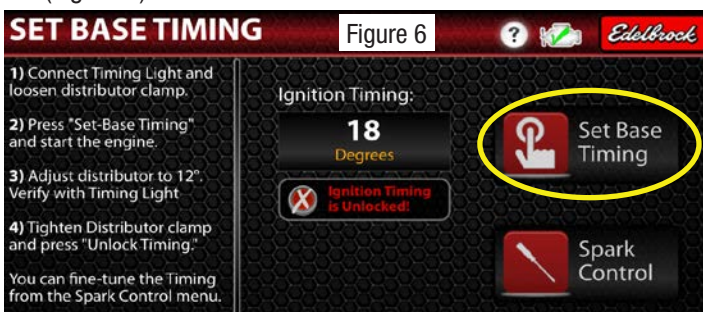 SET BASE TIMING
Figure 6
?
Edelbrock
1) Connect Timing Light and
loosen distributor clamp.
2) Press "Set-Base Timing"
and start the engine.
3) Adjust distributor to 12°.
Verify with Timing Light
4) Tighten Distributor clamp
and press "Unlock Timing."
You can fine-tune the Timing
from the Spark Control menu.
Ignition Timing:
18
Degrees
Ignition Timing
is Unlocked!
Set Base
Timing
Spark
Control